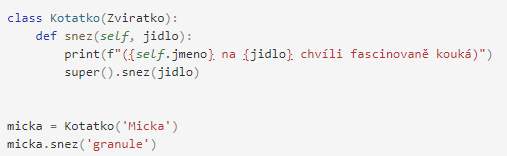 class Kotatko(Zviratko):
    def snez(self, jidlo):
        print(f"({self.jmeno} na {jidlo} chvíli fascinovaně kouká)")
        super().snez(jidlo)
micka = Kotatko('Micka')
micka.snez('granule')